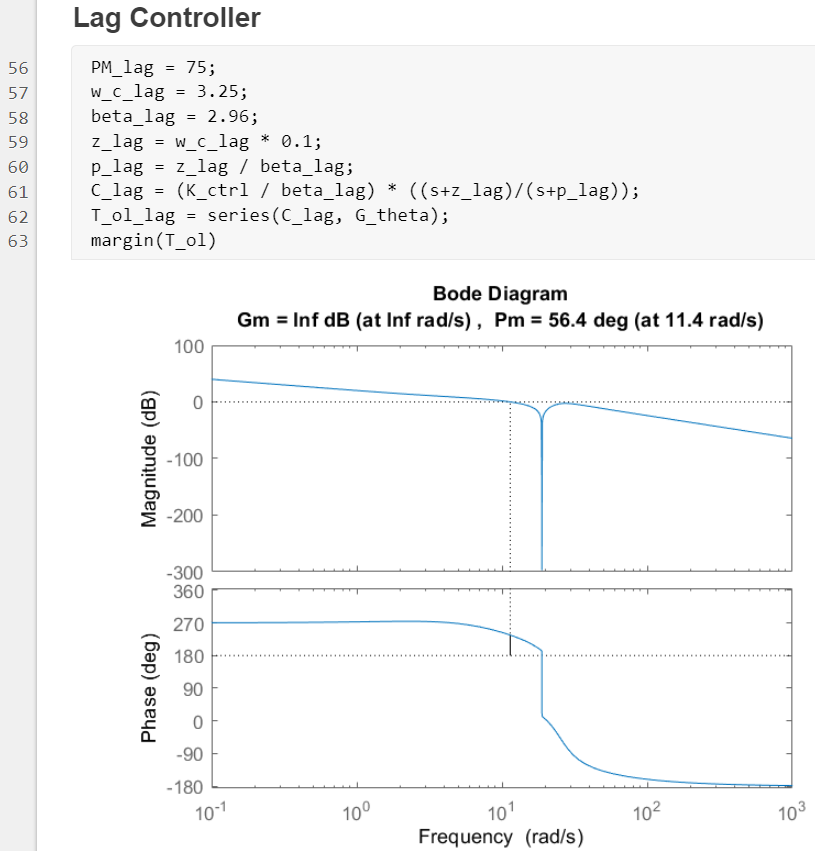 Lag Controller
56 PM_lag = 75;
57 w_c_lag = 3.25;
58 beta_lag = 2.96;
59 z_lag = w_c_lag * 0.1;
60 p_lag = z_lag / beta_lag;
61 C_lag = (K_ctrl / beta_lag) * ((s+z_lag)/(s+p_lag));
62 T_ol_lag = series(C_lag, G_theta);
63 margin(T_ol)
Bode Diagram
Gm = Inf dB (at Inf rad/s) , Pm = 56.4 deg (at 11.4 rad/s)
Magnitude (dB)
100
0
-100
-200
-300
Phase (deg)
360
270
180
90
0
-90
-180
10^-1 10^0 10^1 10^2 10^3
Frequency (rad/s)